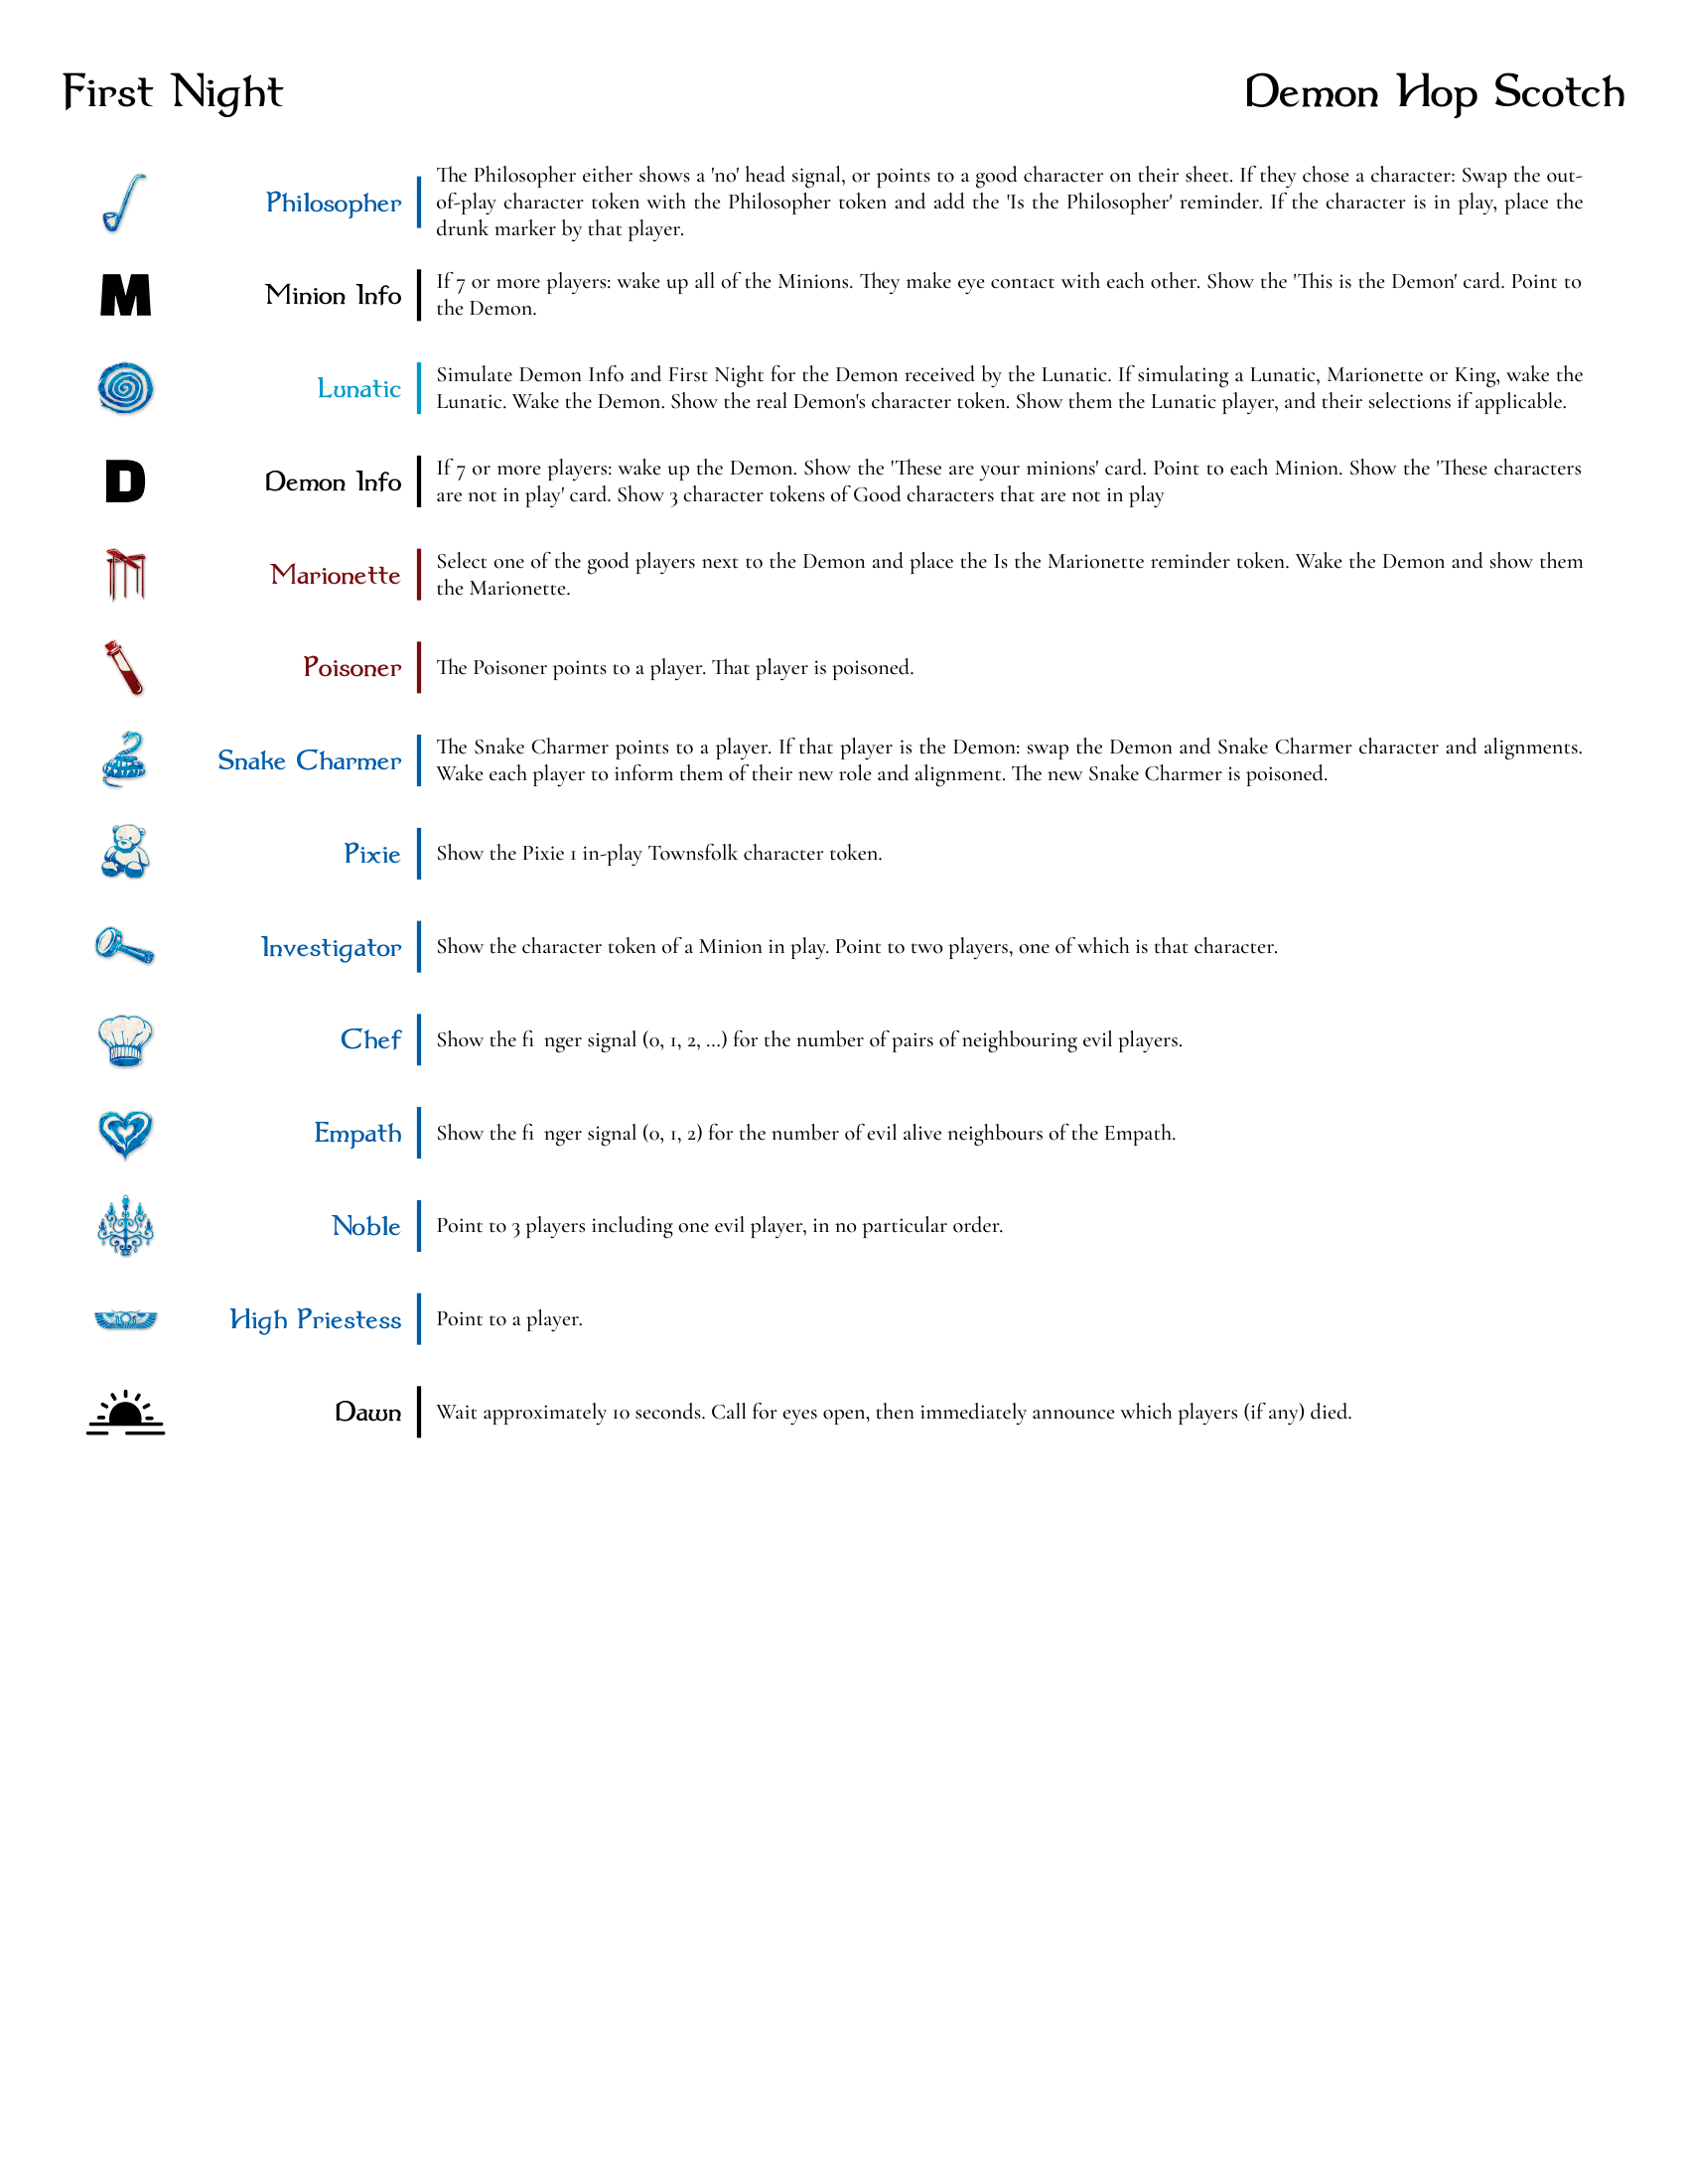 First Night
Demon Hop Scotch
Philosopher
The Philosopher either shows a 'no' head signal, or points to a good character on their sheet. If they chose a character: Swap the out-
of-play character token with the Philosopher token and add the 'Is the Philosopher' reminder. If the character is in play, place the
drunk marker by that player.
M
Minion Info
If 7 or more players: wake up all of the Minions. They make eye contact with each other. Show the 'This is the Demon' card. Point to
the Demon.
Lunatic
Simulate Demon Info and First Night for the Demon received by the Lunatic. If simulating a Lunatic, Marionette or King, wake the
Lunatic. Wake the Demon. Show the real Demon's character token. Show them the Lunatic player, and their selections if applicable.
D
Demon Info
If 7 or more players: wake up the Demon. Show the 'These are your minions' card. Point to each Minion. Show the 'These characters
are not in play' card. Show 3 character tokens of Good characters that are not in play
Marionette
Select one of the good players next to the Demon and place the Is the Marionette reminder token. Wake the Demon and show them
the Marionette.
Poisoner
The Poisoner points to a player. That player is poisoned.
Snake Charmer
The Snake Charmer points to a player. If that player is the Demon: swap the Demon and Snake Charmer character and alignments.
Wake each player to inform them of their new role and alignment. The new Snake Charmer is poisoned.
Pixie
Show the Pixie 1 in-play Townsfolk character token.
Investigator
Show the character token of a Minion in play. Point to two players, one of which is that character.
Chef
Show the fi nger signal (0, 1, 2, ...) for the number of pairs of neighbouring evil players.
Empath
Show the fi nger signal (0, 1, 2) for the number of evil alive neighbours of the Empath.
Noble
Point to 3 players including one evil player, in no particular order.
High Priestess
Point to a player.
Dawn
Wait approximately 10 seconds. Call for eyes open, then immediately announce which players (if any) died.